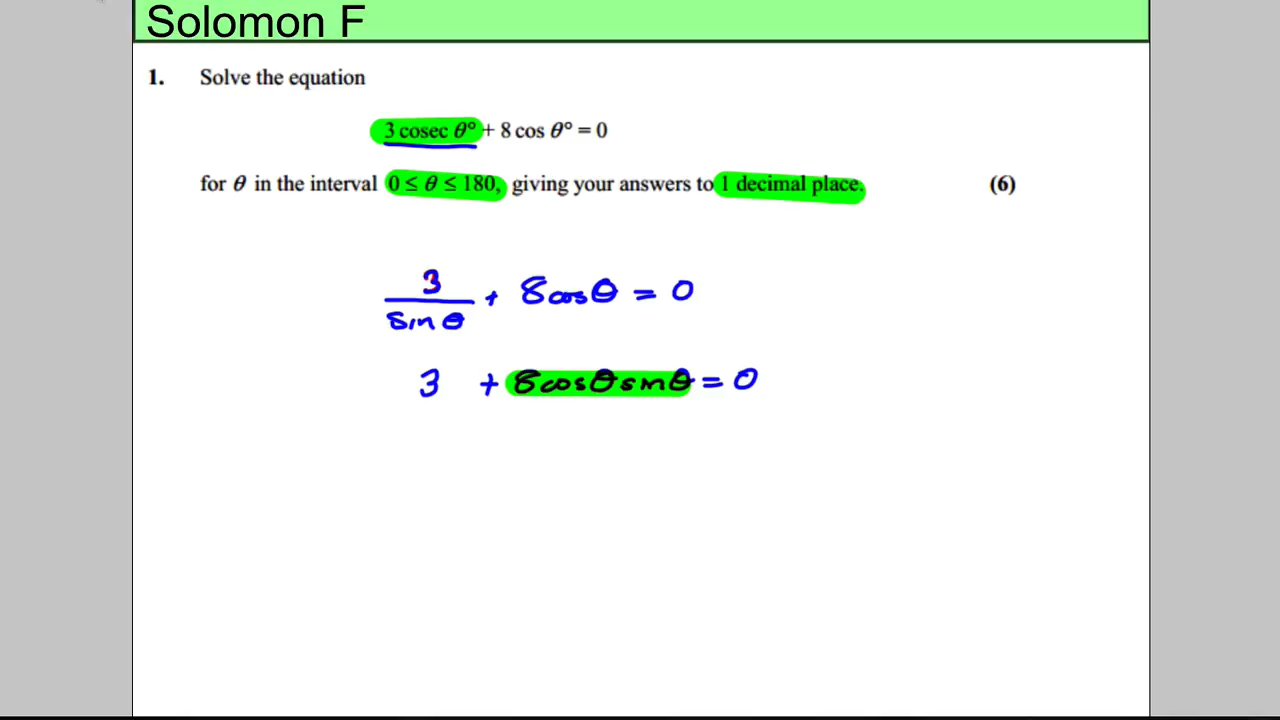 Solomon F
1. Solve the equation
3 cosec θ° + 8 cos θ° = 0
for θ in the interval 0 ≤ θ ≤ 180, giving your answers to 1 decimal place. (6)
3/sin θ + 8cosθ = 0
3 + 8cosθsinθ = 0